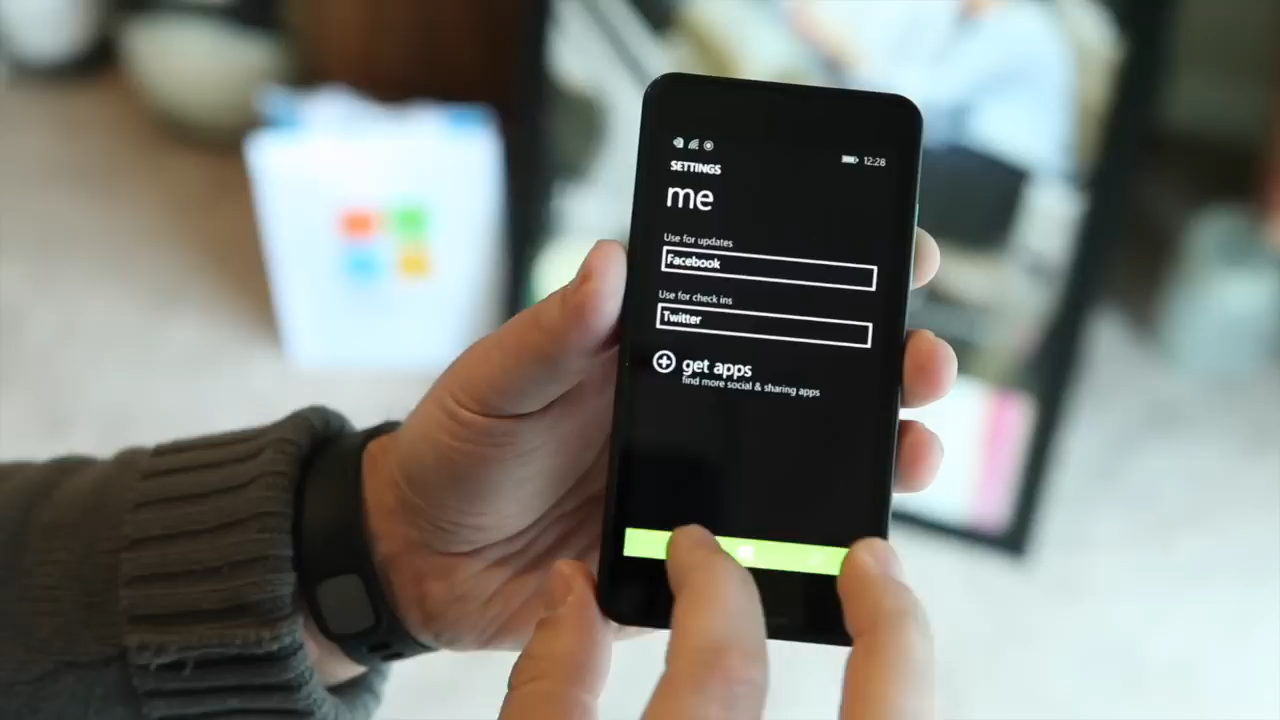 12:28
SETTINGS
me
Use for updates
Facebook
Use for check ins
Twitter
get apps
find more social & sharing apps